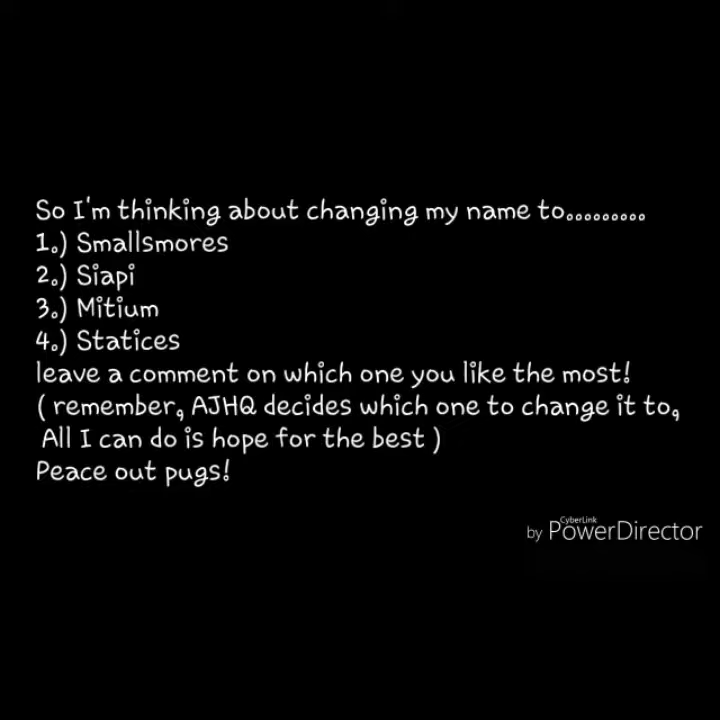 So I'm thinking about changing my name to.........
1.) Smallsmores
2.) Siapi
3.) Mitium
4.) Statices
leave a comment on which one you like the most!
( remember, AJHQ decides which one to change it to,
All I can do is hope for the best )
Peace out pugs!
CyberLink
by PowerDirector